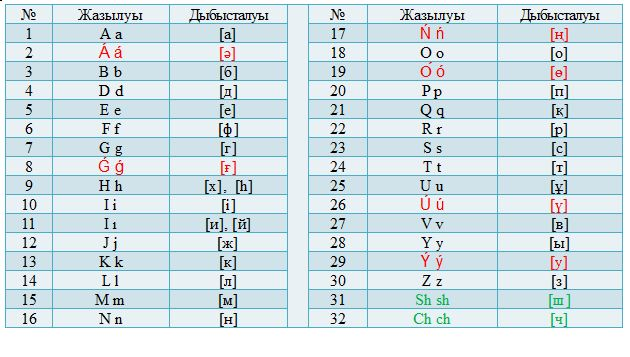 № Жазылуы Дыбысталуы
1 A a [а]
2 Á á [ә]
3 B b [б]
4 D d [д]
5 E e [е]
6 F f [ф]
7 G g [г]
8 Ǵ ǵ [ғ]
9 H h [х] , [һ]
10 I i [і]
11 I ı [и], [й]
12 J j [ж]
13 K k [к]
14 L l [л]
15 M m [м]
16 N n [н]
№ Жазылуы Дыбысталуы
17 Ń ń [ң]
18 O o [о]
19 Ó ó [ө]
20 P p [п]
21 Q q [қ]
22 R r [р]
23 S s [с]
24 T t [т]
25 U u [ұ]
26 Ú ú [ү]
27 V v [в]
28 Y y [ы]
29 Ý ý [у]
30 Z z [з]
31 Sh sh [ш]
32 Ch ch [ч]